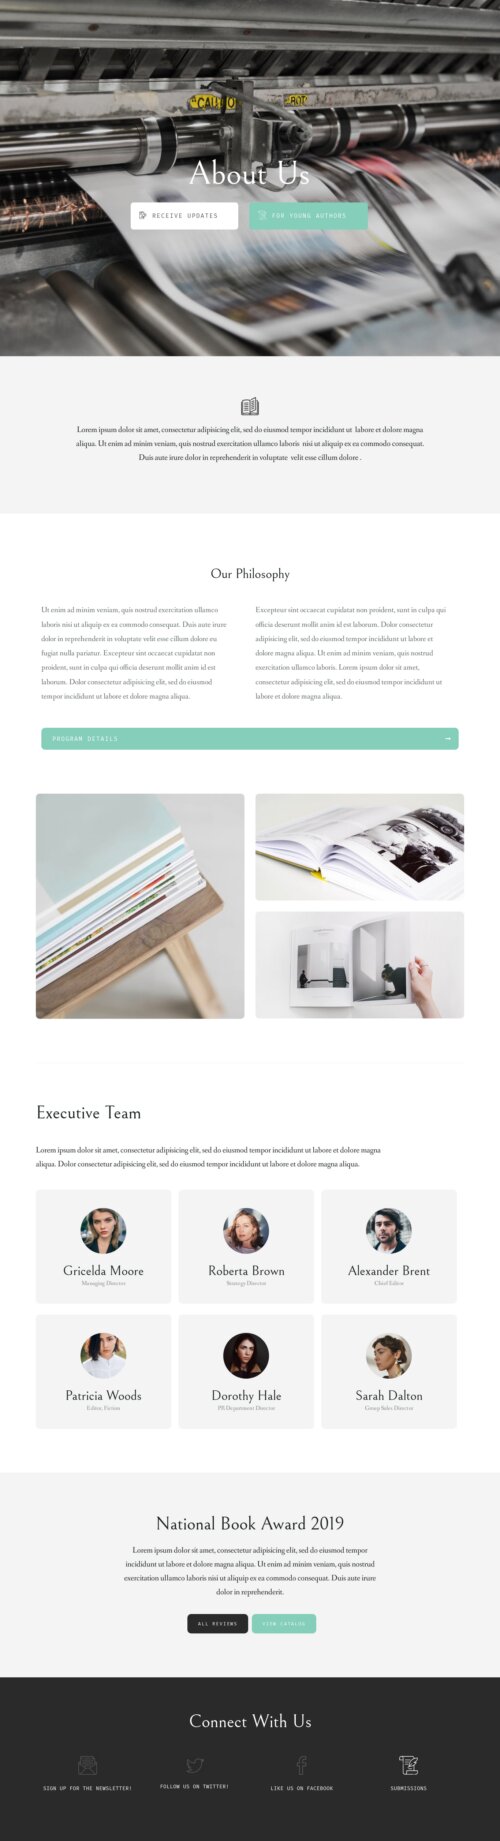 About Us
RECEIVE UPDATES
FOR YOUNG AUTHORS
Lorem ipsum dolor sit amet, consectetur adipisicing elit, sed do eiusmod tempor incididunt ut labore et dolore magna
aliqua. Ut enim ad minim veniam, quis nostrud exercitation ullamco laboris nisi ut aliquip ex ea commodo consequat.
Duis aute irure dolor in reprehenderit in voluptate velit esse cillum dolore .
Our Philosophy
Ut enim ad minim veniam, quis nostrud exercitation ullamco
laboris nisi ut aliquip ex ea commodo consequat. Duis aute irure
dolor in reprehenderit in voluptate velit esse cillum dolore eu
fugiat nulla pariatur. Excepteur sint occaecat cupidatat non
proident, sunt in culpa qui officia deserunt mollit anim id est
laborum. Dolor consectetur adipisicing elit, sed do eiusmod
tempor incididunt ut labore et dolore magna aliqua.
Excepteur sint occaecat cupidatat non proident, sunt in culpa qui
officia deserunt mollit anim id est laborum. Dolor consectetur
adipisicing elit, sed do eiusmod tempor incididunt ut labore et
dolore magna aliqua. Ut enim ad minim veniam, quis nostrud
exercitation ullamco laboris. Lorem ipsum dolor sit amet,
consectetur adipisicing elit, sed do eiusmod tempor incididunt ut
labore et dolore magna aliqua.
PROGRAM DETAILS →
Executive Team
Lorem ipsum dolor sit amet, consectetur adipisicing elit, sed do eiusmod tempor incididunt ut labore et dolore magna
aliqua. Dolor consectetur adipisicing elit, sed do eiusmod tempor incididunt ut labore et dolore magna aliqua.
Gricelda Moore
Managing Director
Roberta Brown
Strategy Director
Alexander Brent
Chief Editor
Patricia Woods
Editor, Fiction
Dorothy Hale
PR Department Director
Sarah Dalton
Group Sales Director
National Book Award 2019
Lorem ipsum dolor sit amet, consectetur adipisicing elit, sed do eiusmod tempor
incididunt ut labore et dolore magna aliqua. Ut enim ad minim veniam, quis nostrud
exercitation ullamco laboris nisi ut aliquip ex ea commodo consequat. Duis aute irure
dolor in reprehenderit.
ALL REVIEWS
VIEW CATALOG
Connect With Us
SIGN UP FOR THE NEWSLETTER!
FOLLOW US ON TWITTER!
LIKE US ON FACEBOOK
SUBMISSIONS